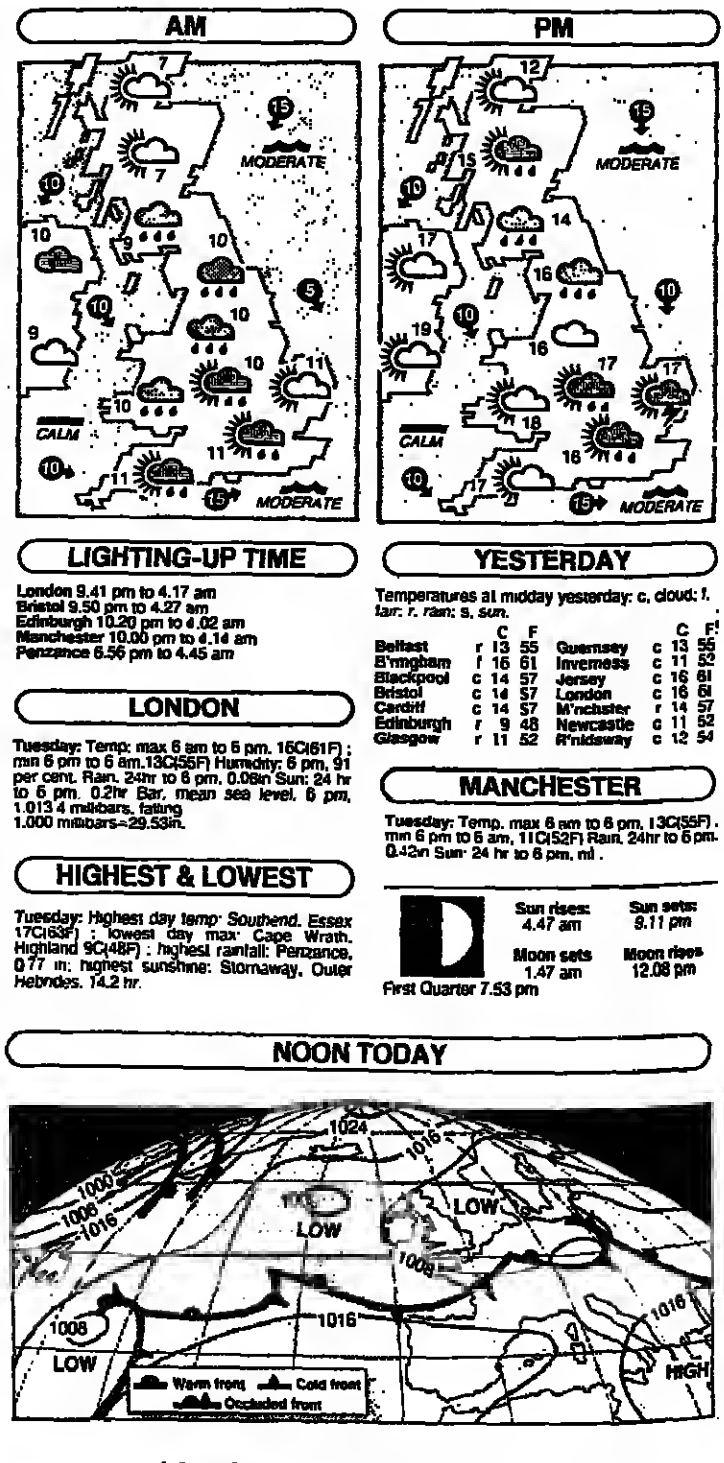 AM
7
15
MODERATE
7
10
10
9
10
5
10
10
9
10
11
10
CALM
11
10
11
15
MODERATE
PM
12
15
MODERATE
15
10
14
17
16
10
10
19
16
17
17
18
CALM
16
10
17
15
MODERATE
LIGHTING-UP TIME
London 9.41 pm to 4.17 am
Bristol 9.50 pm to 4.27 am
Edinburgh 10.20 pm to 4.02 am
Manchester 10.00 pm to 4.14 am
Penzance 6.56 pm to 4.45 am
LONDON
Tuesday: Temp: max 6 am to 6 pm, 16C(61F) ;
min 6 pm to 6 am.13C(55F) Humidity: 6 pm, 91
per cent. Rain, 24hr to 6 pm, 0.06in Sun: 24 hr
to 6 pm, 0.2hr Bar, mean sea level, 6 pm,
1,013 4 millibars, falling
1.000 millibars=29.53in.
HIGHEST & LOWEST
Tuesday: Highest day temp: Southend, Essex
17C(63F) ; lowest day max: Cape Wrath,
Highland 9C(48F) ; highest rainfall: Penzance,
0 77 in; highest sunshine: Stornaway, Outer
Hebrides, 14.2 hr.
YESTERDAY
Temperatures at midday yesterday: c, cloud; f,
fair; r, rain; s, sun.
C F C F
Belfast r 13 55 Guernsey c 13 55
B'rmgham f 16 61 Inverness c 11 52
Blackpool c 14 57 Jersey c 16 61
Bristol c 14 57 London c 16 61
Cardiff c 14 57 M'nchster r 14 57
Edinburgh r 9 48 Newcastle c 11 52
Glasgow r 11 52 R'nldsway c 12 54
MANCHESTER
Tuesday: Temp. max 6 am to 6 pm, 13C(55F) .
min 6 pm to 6 am, 11C(52F) Rain, 24hr to 6 pm.
0.42in Sun: 24 hr to 6 pm, nil .
Sun rises: Sun sets:
4.47 am 9.11 pm
Moon sets Moon rises
1.47 am 12.08 pm
First Quarter 7.53 pm
NOON TODAY
1024
1016
1000
1008
1016
LOW
LOW
1008
1016
1008
LOW
1016
HIGH
Warm front Cold front
Occluded front